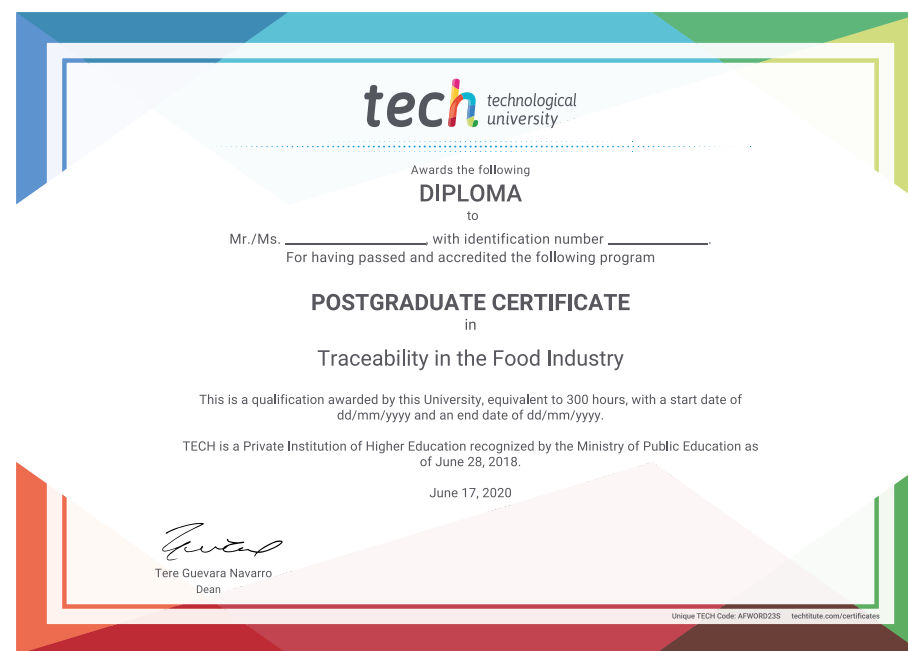 tech technological
university
Awards the following
DIPLOMA
to
Mr./Ms. ____________, with identification number ____________.
For having passed and accredited the following program
POSTGRADUATE CERTIFICATE
in
Traceability in the Food Industry
This is a qualification awarded by this University, equivalent to 300 hours, with a start date of
dd/mm/yyyy and an end date of dd/mm/yyyy.
TECH is a Private Institution of Higher Education recognized by the Ministry of Public Education as
of June 28, 2018.
June 17, 2020
Tere Guevara Navarro
Dean
Unique TECH Code: AFWORD23S techtitute.com/certificates